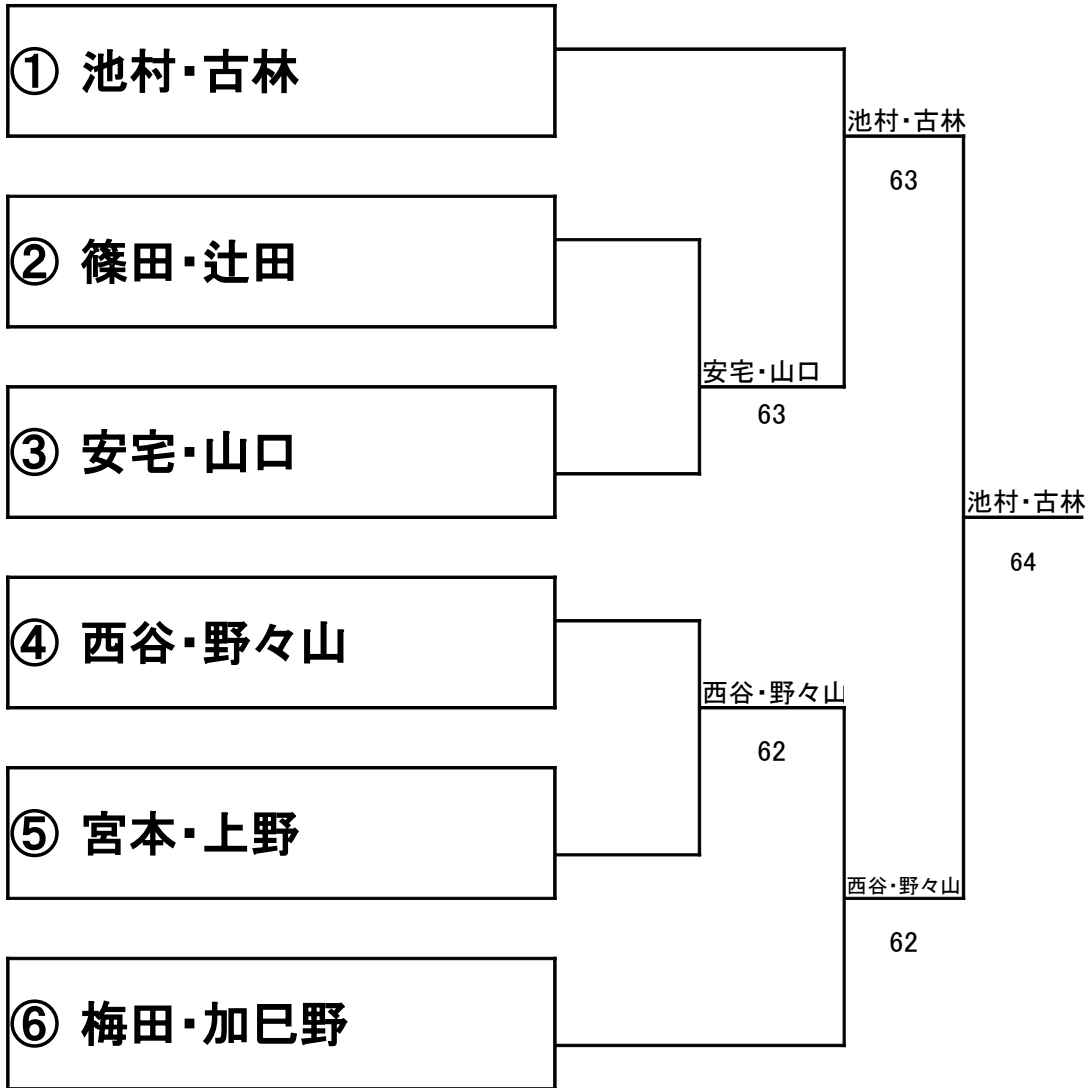 ① 池村・古林
池村・古林
63
② 篠田・辻田
安宅・山口
63
③ 安宅・山口
池村・古林
64
④ 西谷・野々山
西谷・野々山
62
⑤ 宮本・上野
西谷・野々山
62
⑥ 梅田・加巳野